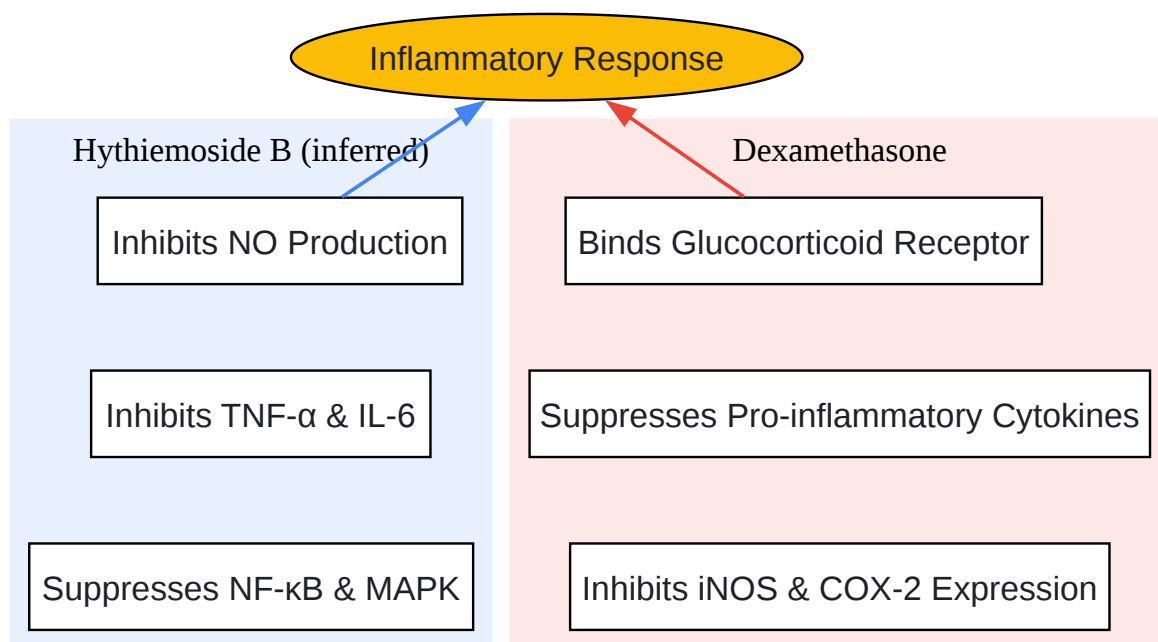 Inflammatory Response
Hythiemoside B (inferred)
Inhibits NO Production
Inhibits TNF-α & IL-6
Suppresses NF-κB & MAPK
Dexamethasone
Binds Glucocorticoid Receptor
Suppresses Pro-inflammatory Cytokines
Inhibits iNOS & COX-2 Expression